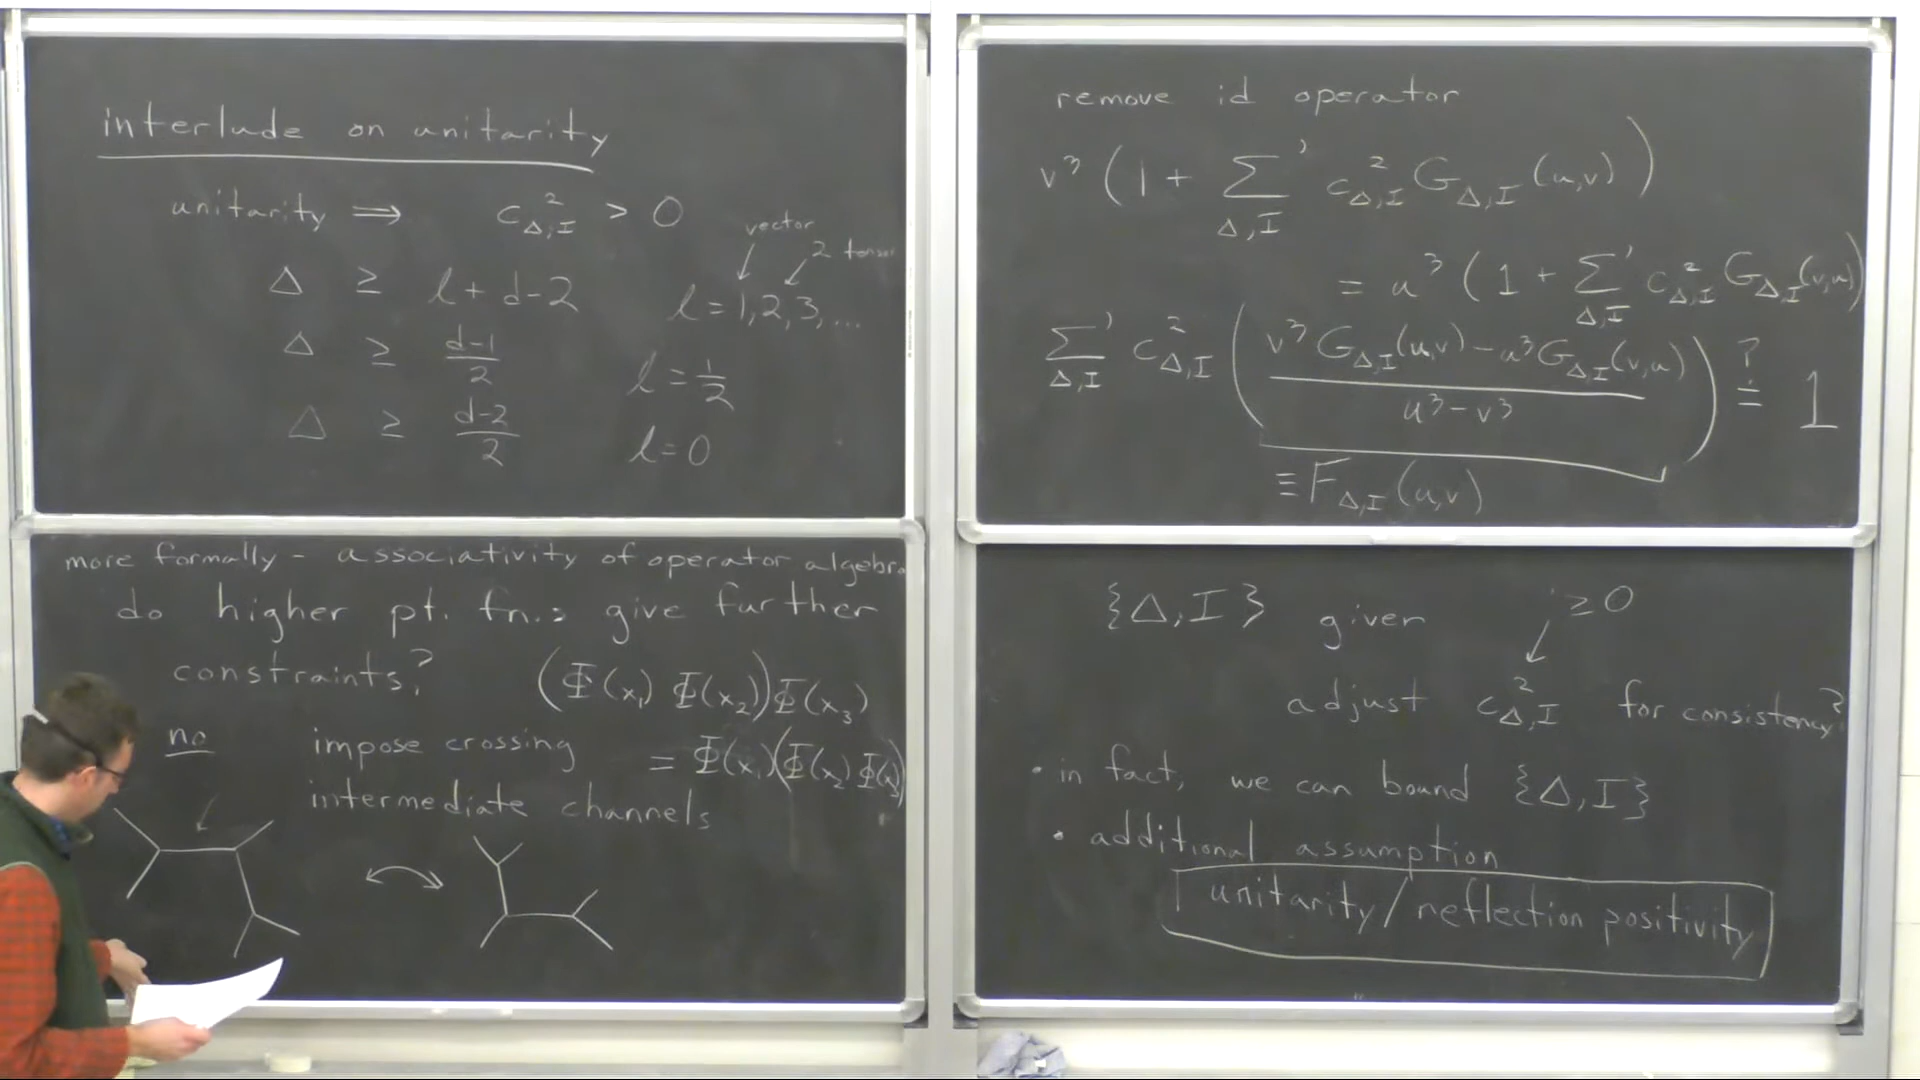 interlude on unitarity
unitarity ⟹ c²_{Δ,I} > 0
vector
2 tensor
Δ ≥ l + d-2 l = 1,2,3,...
Δ ≥ (d-1)/2 l = 1/2
Δ ≥ (d-2)/2 l = 0
more formally - associativity of operator algebra
do higher pt. fn.s give further
constraints? (Φ(x₁) Φ(x₂))Φ(x₃)
no impose crossing = Φ(x₁)(Φ(x₂) Φ(x₃))
intermediate channels
remove id operator
v³ (1 + Σ'_{Δ,I} c²_{Δ,I} G_{Δ,I} (u,v))
= u³ (1 + Σ'_{Δ,I} c²_{Δ,I} G_{Δ,I}(v,u))
Σ'_{Δ,I} c²_{Δ,I} ( (v³ G_{Δ,I}(u,v) - u³ G_{Δ,I}(v,u)) / (u³ - v³) ) ≟ 1
≡ F_{Δ,I} (u,v)
{Δ, I} given ≥ 0
adjust c²_{Δ,I} for consistency?
• in fact, we can bound {Δ, I}
• additional assumption
unitarity/reflection positivity